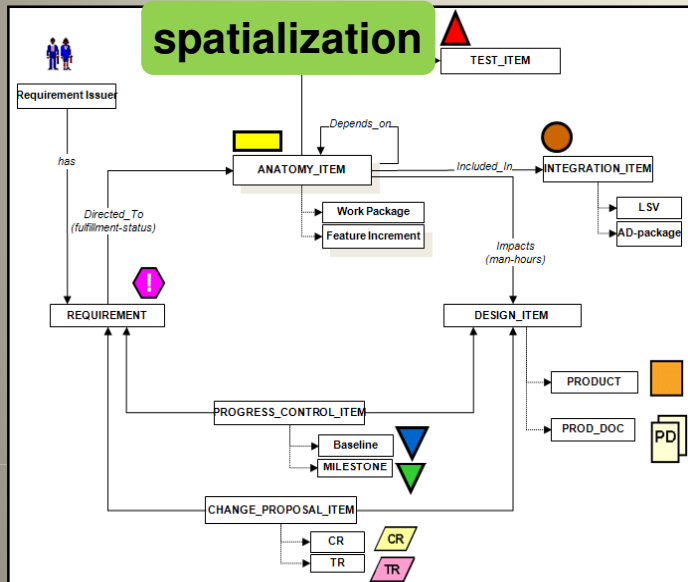 spatialization
TEST_ITEM
Requirement Issuer
Depends_on
has
ANATOMY_ITEM
Included_In
INTEGRATION_ITEM
Work Package
LSV
Directed_To
(fulfillment-status)
Feature Increment
AD-package
Impacts
(man-hours)
!
REQUIREMENT
DESIGN_ITEM
PRODUCT
PROGRESS_CONTROL_ITEM
PROD_DOC
PD
Baseline
MILESTONE
CHANGE_PROPOSAL_ITEM
CR
CR
TR
TR